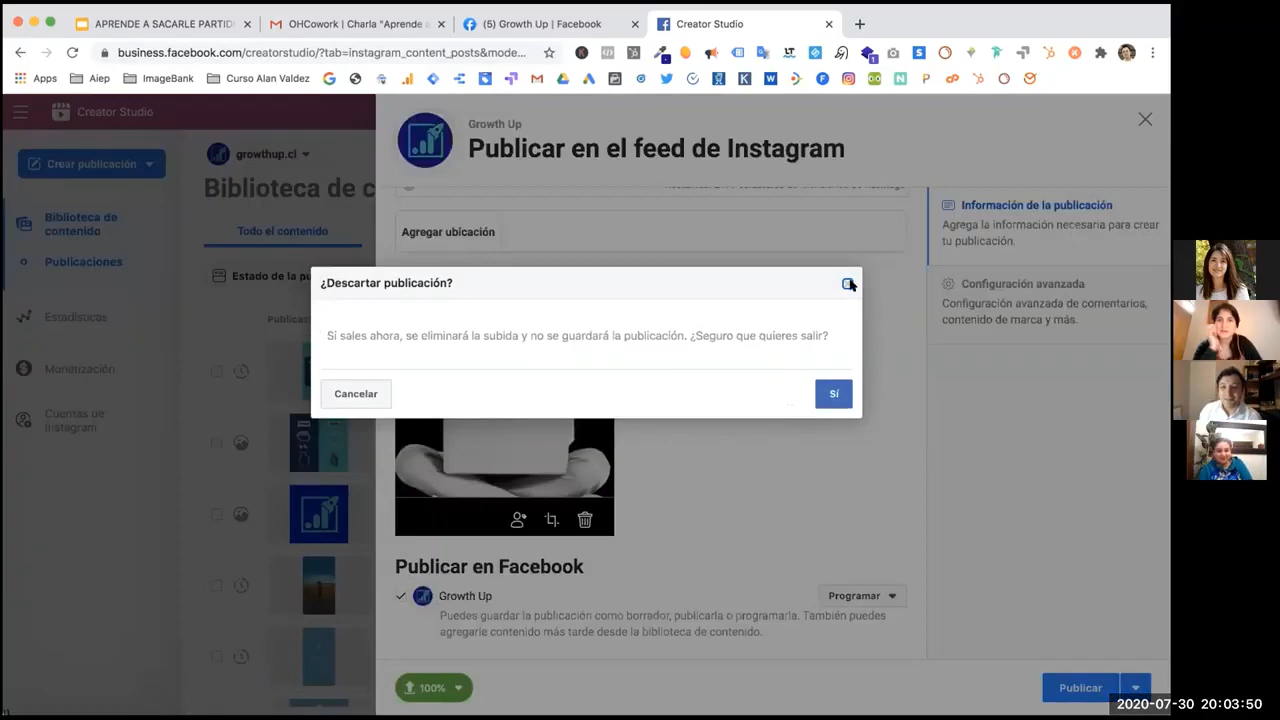 APRENDE A SACARLE PARTID
OHCowork | Charla "Aprende
(5) Growth Up | Facebook
Creator Studio
business.facebook.com/creatorstudio/?tab=instagram_content_posts&mode...
Apps
Aiep
ImageBank
Curso Alan Valdez
Creator Studio
Growth Up
Publicar en el feed de Instagram
Crear publicación
growthup.cl
Biblioteca de c
Biblioteca de
contenido
Todo el contenido
Publicaciones
Estado de la pu
Publicac
Estadísticas
Monetización
Cuentas de
Instagram
Agregar ubicación
Información de la publicación
Agrega la información necesaria para crear
tu publicación.
Configuración avanzada
Configuración avanzada de comentarios,
contenido de marca y más.
¿Descartar publicación?
Si sales ahora, se eliminará la subida y no se guardará la publicación. ¿Seguro que quieres salir?
Cancelar
Sí
Publicar en Facebook
Growth Up
Programar
Puedes guardar la publicación como borrador, publicarla o programarla. También puedes
agregarle contenido más tarde desde la biblioteca de contenido.
100%
Publicar
2020-07-30 20:03:50